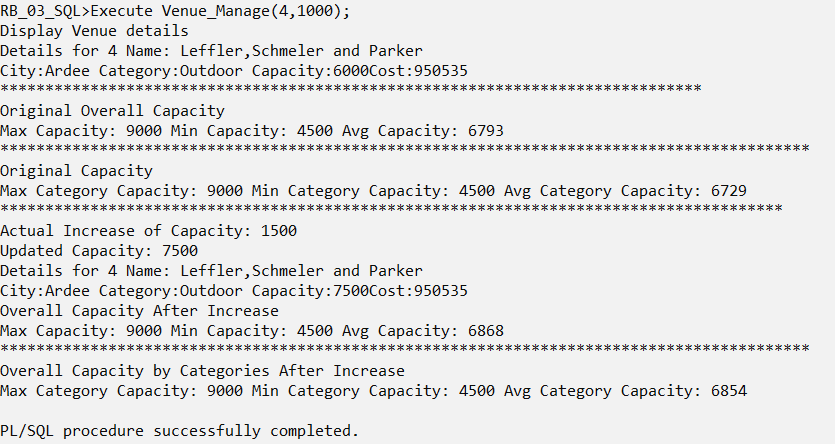 RB_03_SQL>Execute Venue_Manage(4,1000);
Display Venue details
Details for 4 Name: Leffler,Schmeler and Parker
City:Ardee Category:Outdoor Capacity:6000Cost:950535
******************************************************************************
Original Overall Capacity
Max Capacity: 9000 Min Capacity: 4500 Avg Capacity: 6793
******************************************************************************************
Original Capacity
Max Category Capacity: 9000 Min Category Capacity: 4500 Avg Category Capacity: 6729
***************************************************************************************
Actual Increase of Capacity: 1500
Updated Capacity: 7500
Details for 4 Name: Leffler,Schmeler and Parker
City:Ardee Category:Outdoor Capacity:7500Cost:950535
Overall Capacity After Increase
Max Capacity: 9000 Min Capacity: 4500 Avg Capacity: 6868
******************************************************************************************
Overall Capacity by Categories After Increase
Max Category Capacity: 9000 Min Category Capacity: 4500 Avg Category Capacity: 6854
PL/SQL procedure successfully completed.